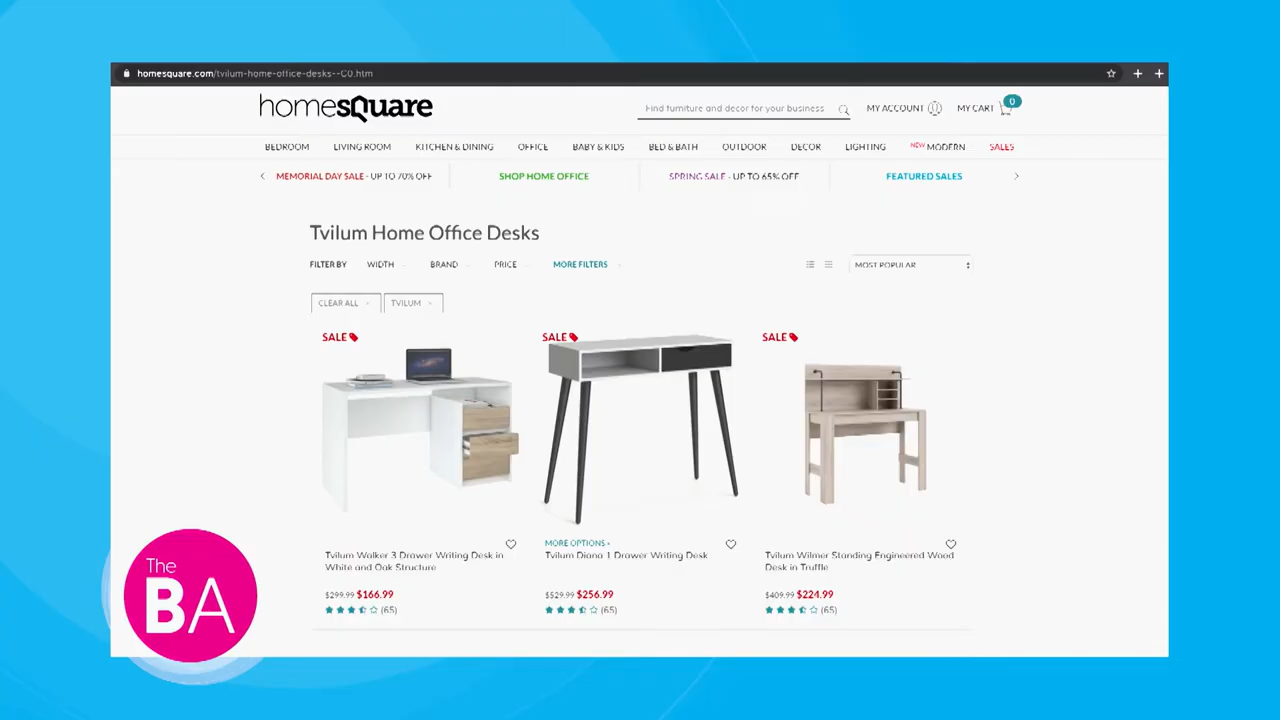 homesquare.com/tvilum-home-office-desks--C0.htm
homesquare
Find furniture and decor for your business
MY ACCOUNT
MY CART
0
BEDROOM LIVING ROOM KITCHEN & DINING OFFICE BABY & KIDS BED & BATH OUTDOOR DECOR LIGHTING NEW MODERN SALES
MEMORIAL DAY SALE - UP TO 70% OFF SHOP HOME OFFICE SPRING SALE - UP TO 65% OFF FEATURED SALES
Tvilum Home Office Desks
FILTER BY WIDTH BRAND PRICE MORE FILTERS MOST POPULAR
CLEAR ALL × TVILUM ×
SALE SALE SALE
MORE OPTIONS »
Tvilum Walker 3 Drawer Writing Desk in
White and Oak Structure
$299.99 $166.99
(65)
Tvilum Diana 1 Drawer Writing Desk
$529.99 $256.99
(65)
Tvilum Wilmer Standing Engineered Wood
Desk in Truffle
$409.99 $224.99
(65)
The
BA